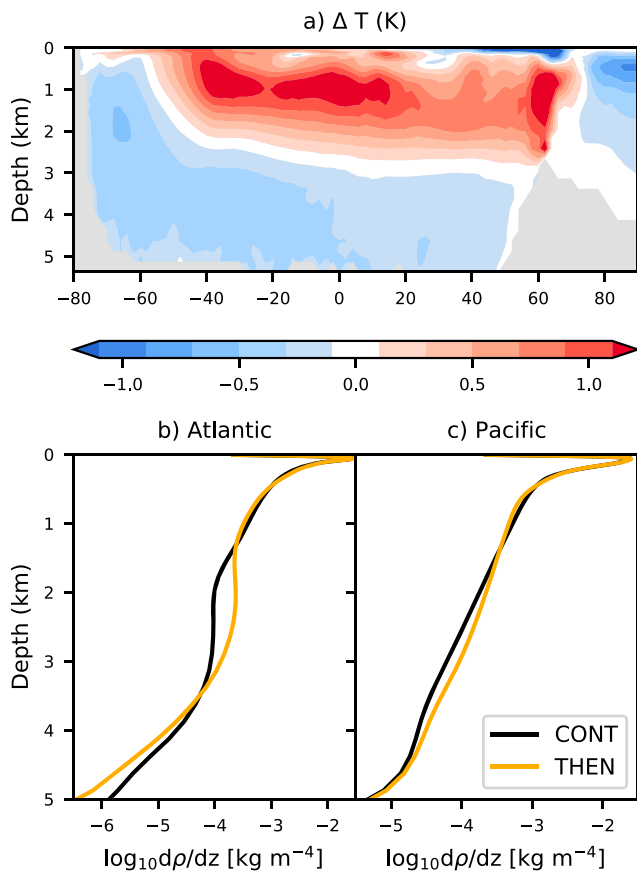 a) Δ T (K)
Depth (km)
0
1
2
3
4
5
−80 −60 −40 −20 0 20 40 60 80
−1.0 −0.5 0.0 0.5 1.0
b) Atlantic
c) Pacific
Depth (km)
0
1
2
3
4
5
−6 −5 −4 −3 −2
−5 −4 −3 −2
CONT
THEN
log₁₀dρ/dz [kg m⁻⁴]
log₁₀dρ/dz [kg m⁻⁴]